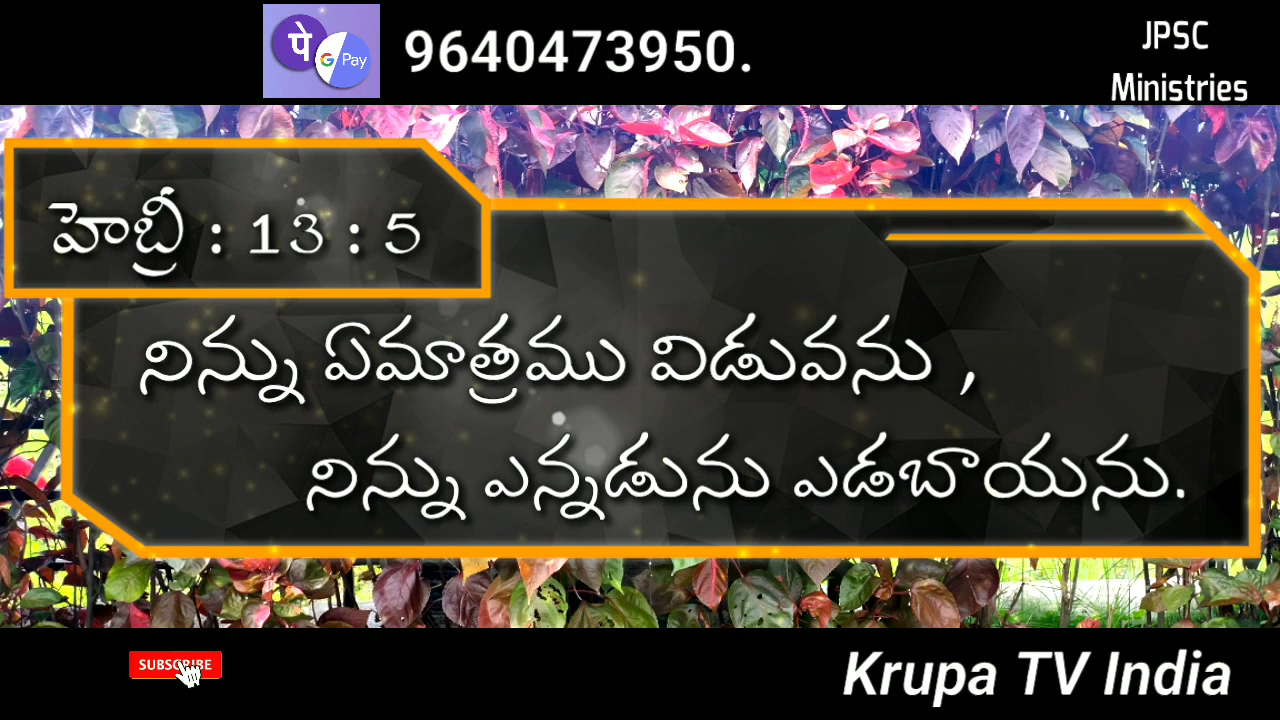 पे
G Pay
9640473950.
JPSC
Ministries
హెబ్రీ : 13 : 5
నిన్ను ఏమాత్రము విడువను ,
నిన్ను ఎన్నడును ఎడబాయను.
SUBSCRIBE
Krupa TV India